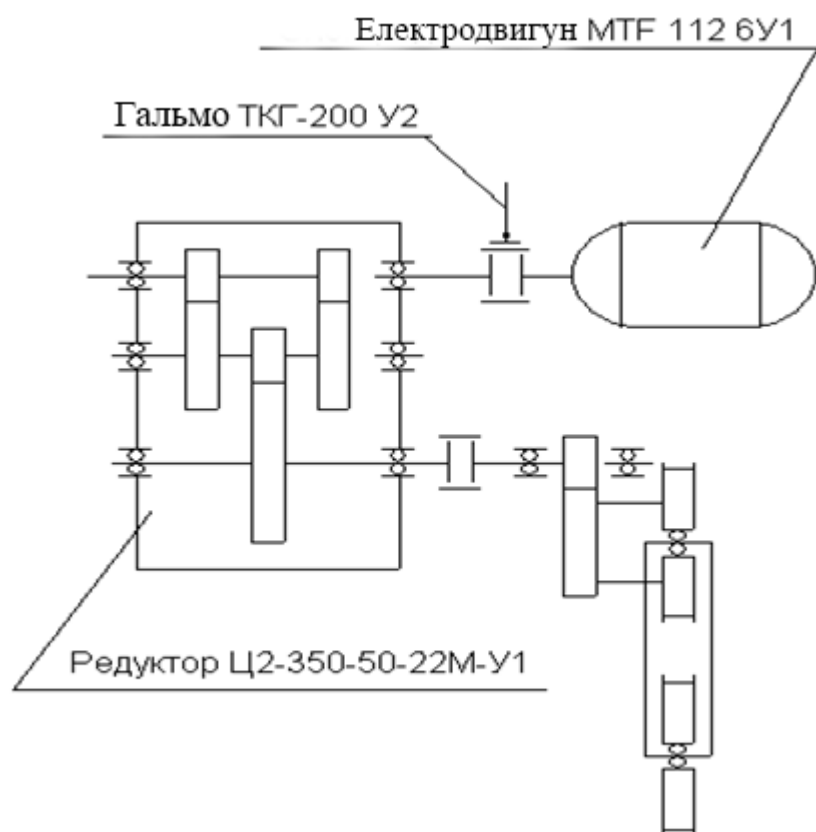 Електродвигун MTF 112 6У1
Гальмо ТКГ-200 У2
Редуктор Ц2-350-50-22М-У1